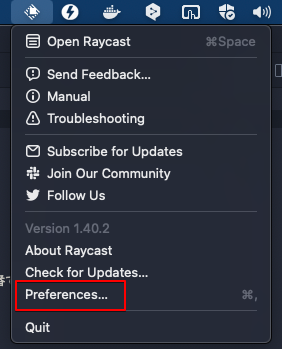 Open Raycast ⌘Space
Send Feedback...
Manual
Troubleshooting
Subscribe for Updates
Join Our Community
Follow Us
Version 1.40.2
About Raycast
Check for Updates...
Preferences... ⌘,
Quit